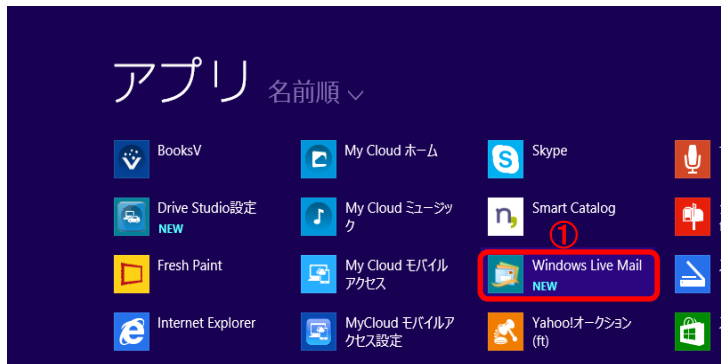 アプリ 名前順
BooksV
Drive Studio設定
NEW
Fresh Paint
Internet Explorer
My Cloud ホーム
My Cloud ミュージッ
ク
My Cloud モバイル
アクセス
MyCloud モバイルア
クセス設定
Skype
Smart Catalog
①
Windows Live Mail
NEW
Yahoo!オークション
(ft)